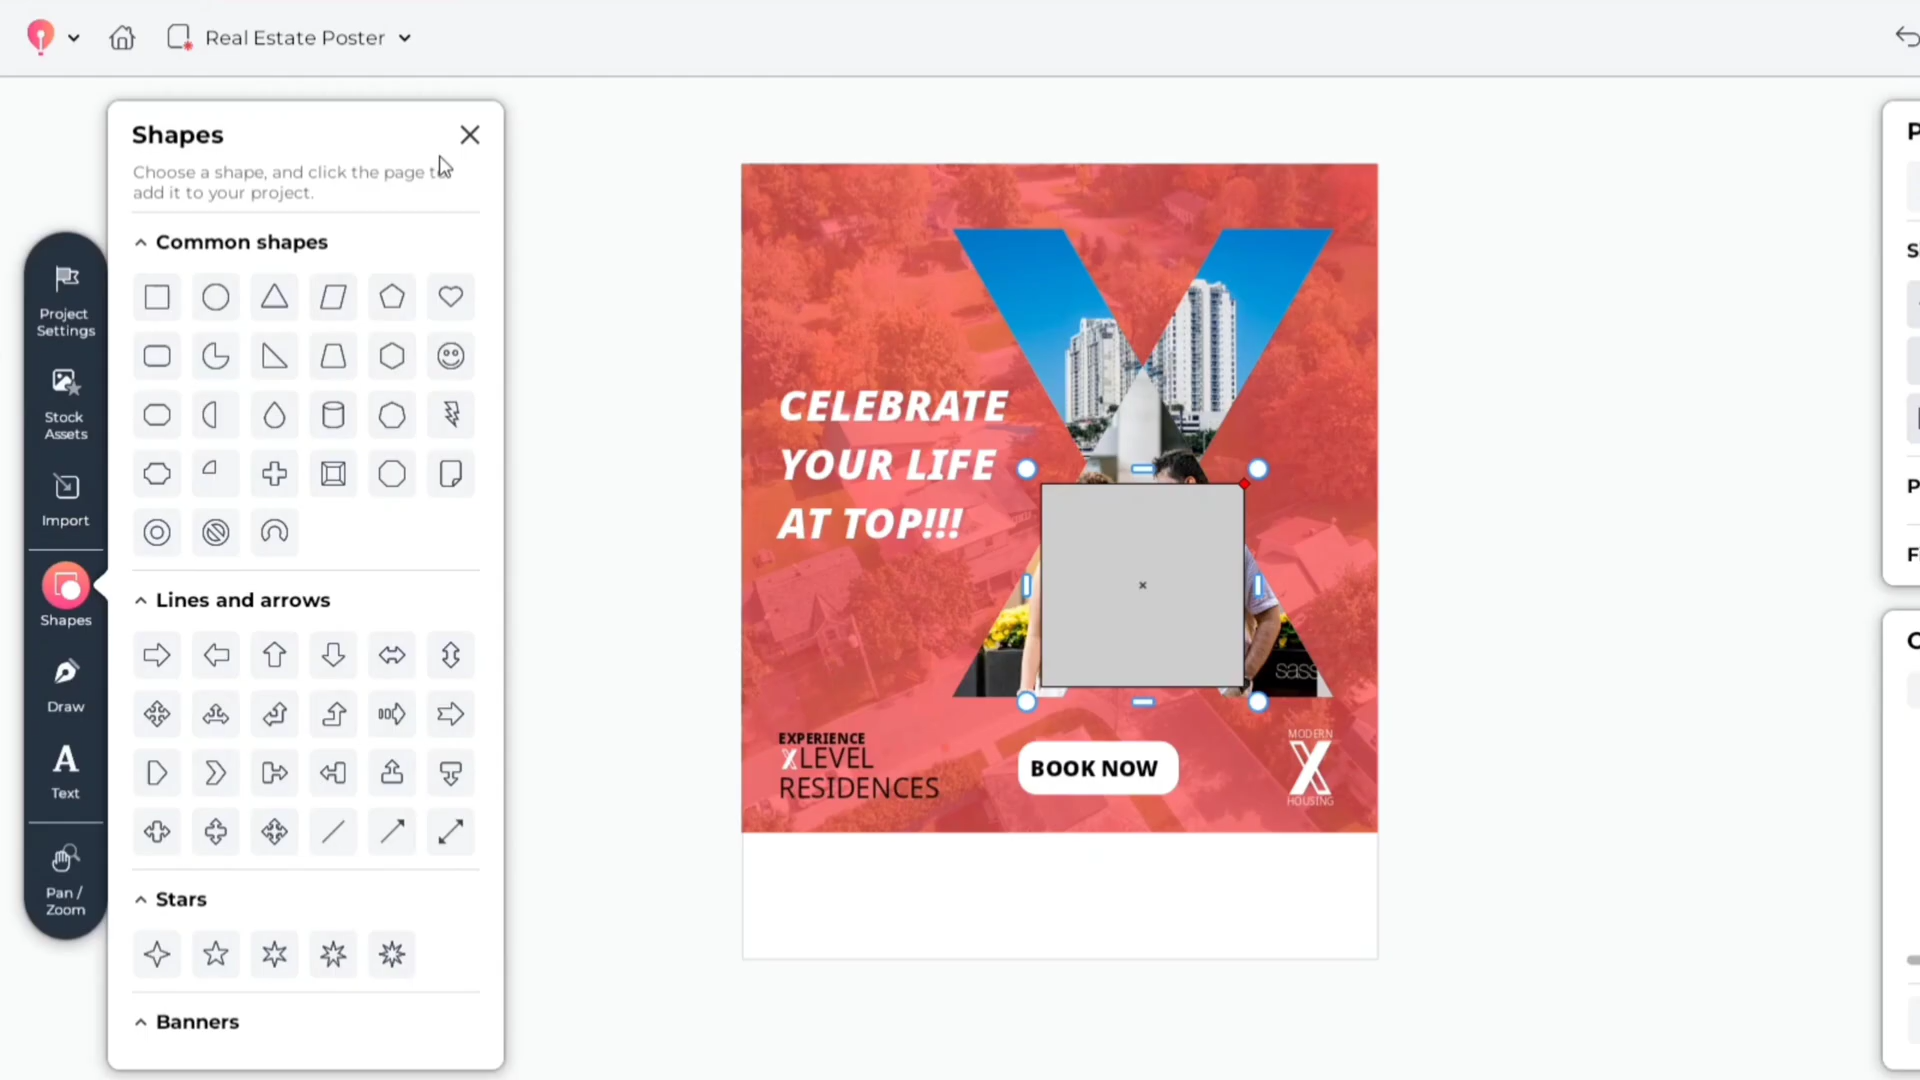 Real Estate Poster
Shapes
Choose a shape, and click the page
add it to your project.
Common shapes
Lines and arrows
Stars
Banners
Project
Settings
Stock
Assets
Import
Shapes
Draw
A
Text
Pan /
Zoom
CELEBRATE
YOUR LIFE
AT TOP!!!
sass
EXPERIENCE
XLEVEL
RESIDENCES
BOOK NOW
MODERN
X
HOUSING